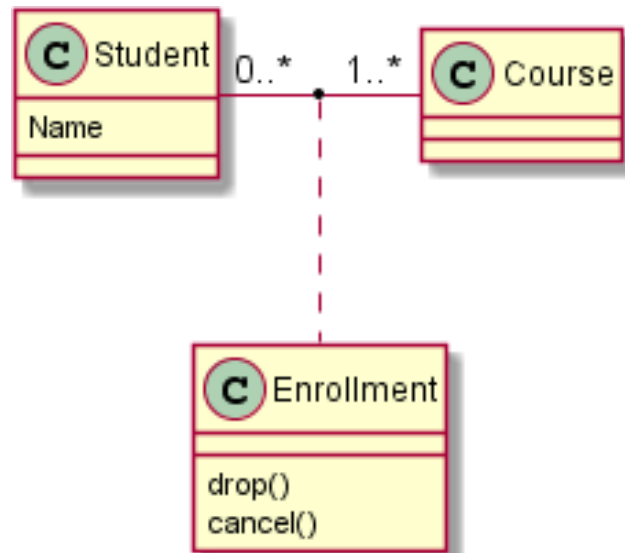 C Student
0..*
1..*
C Course
Name
C Enrollment
drop()
cancel()